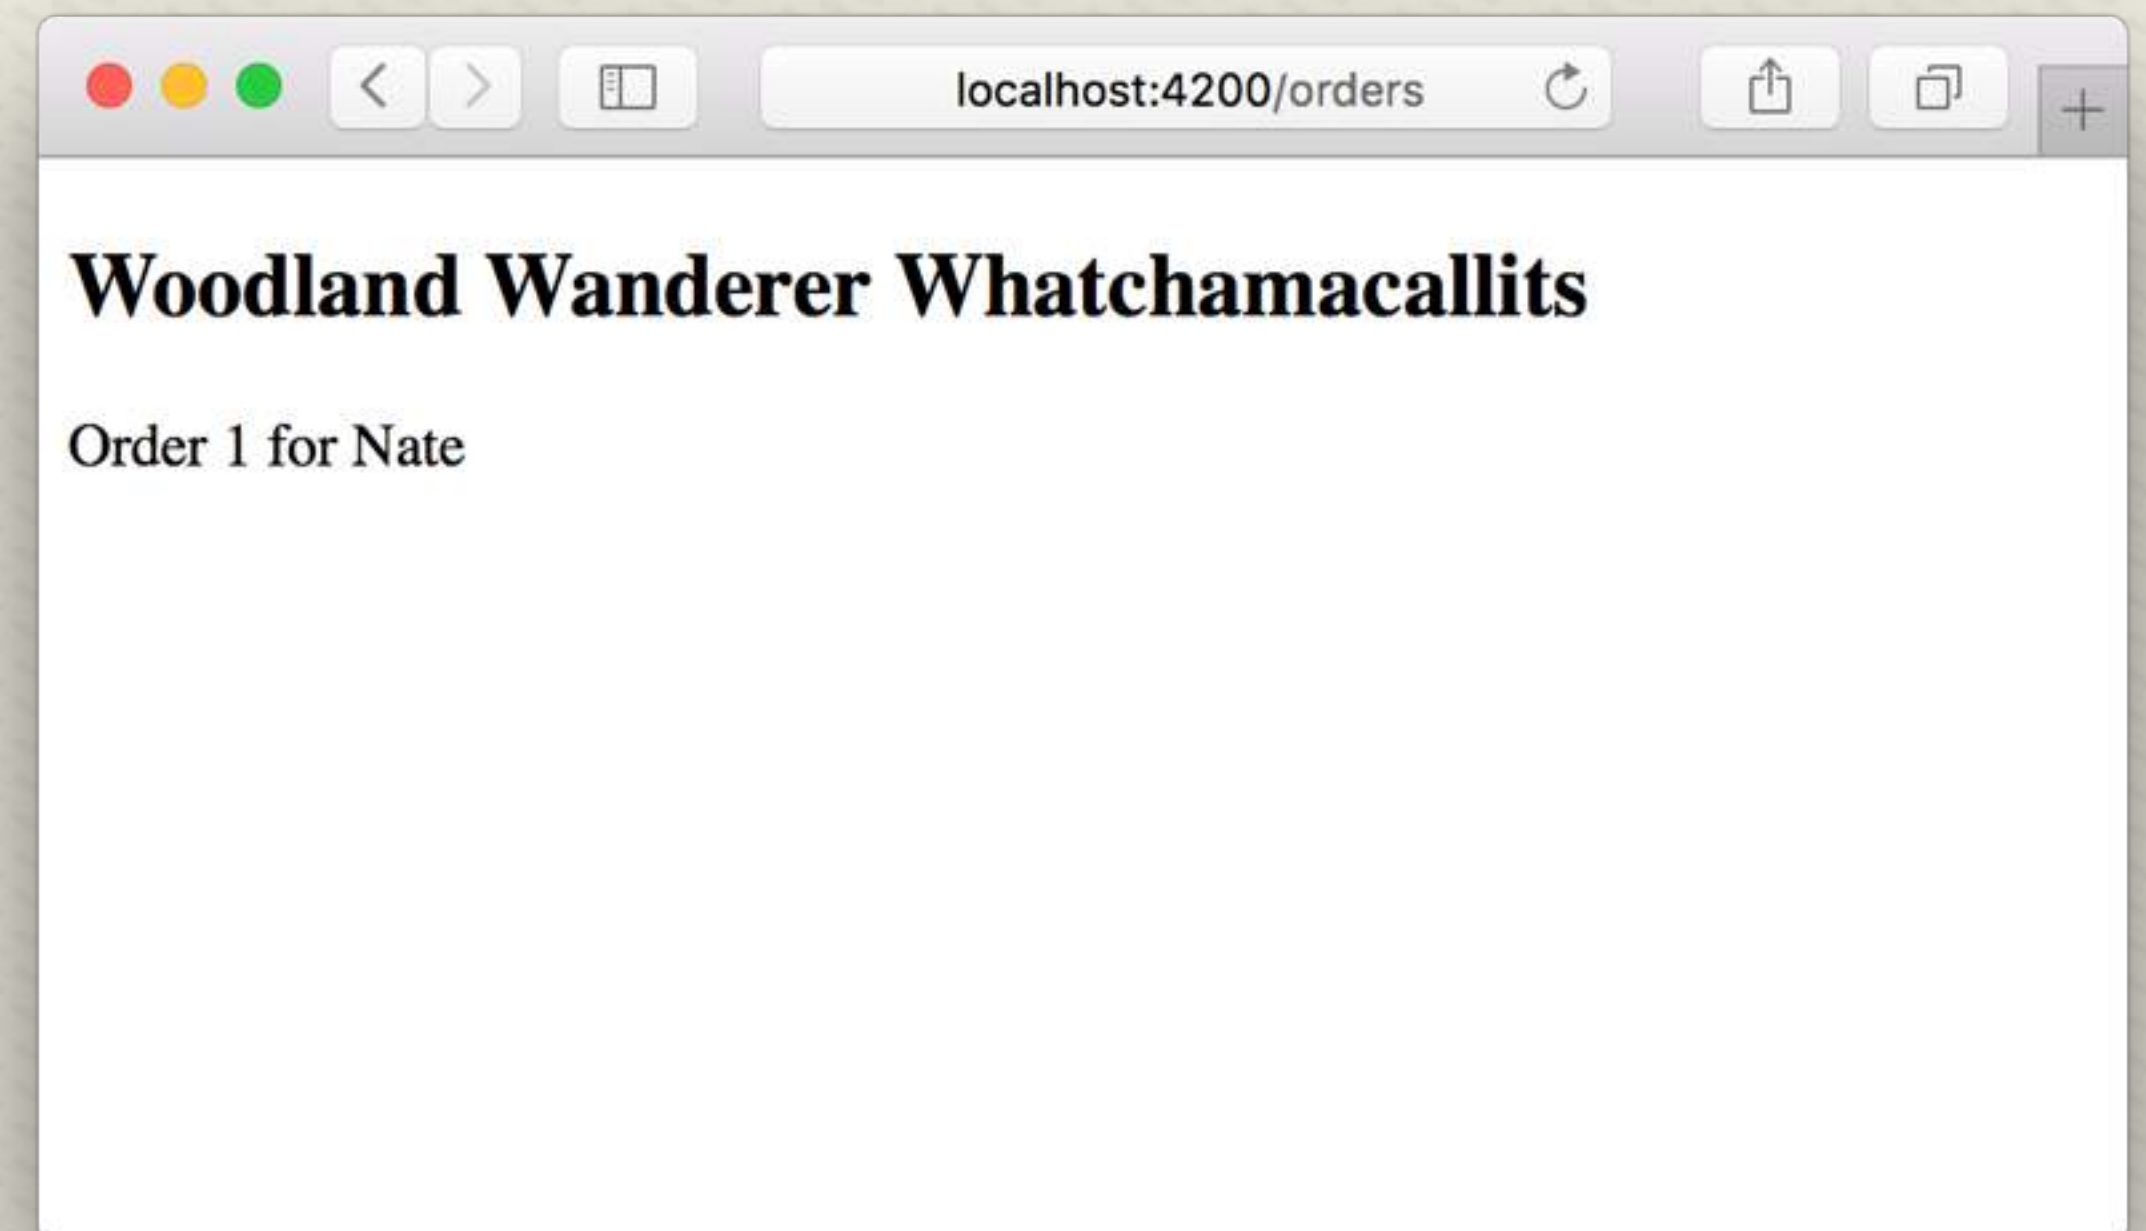 localhost:4200/orders
Woodland Wanderer Whatchamacallits
Order 1 for Nate